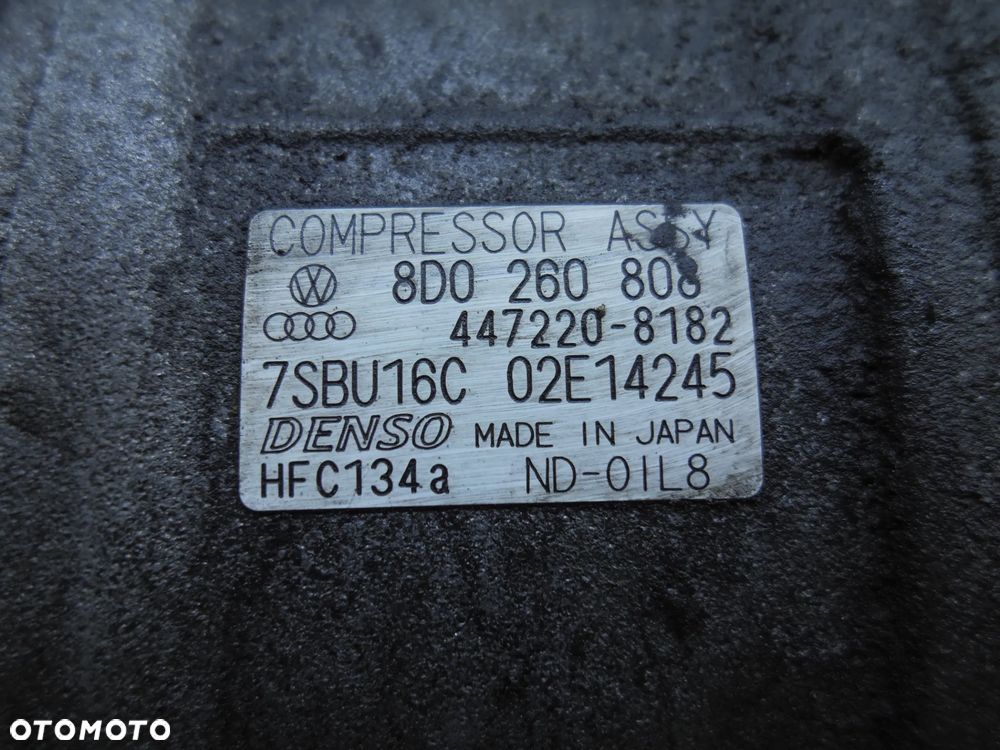 COMPRESSOR ASSY
8D0 260 808
447220-8182
7SBU16C 02E14245
DENSO MADE IN JAPAN
HFC134a ND-OIL8
OTOMOTO